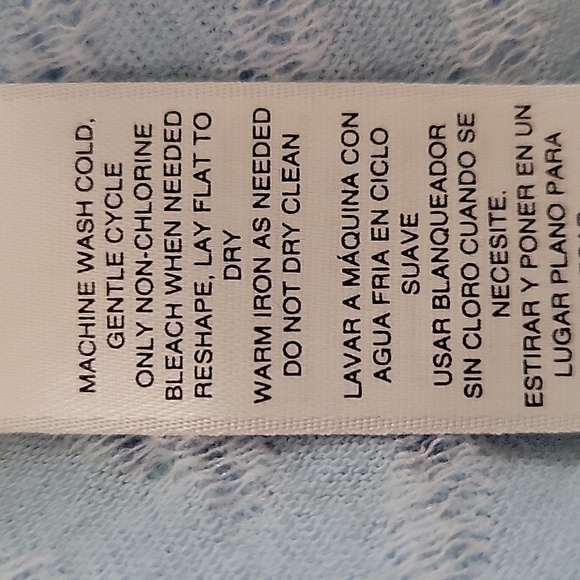 MACHINE WASH COLD,
GENTLE CYCLE
ONLY NON-CHLORINE
BLEACH WHEN NEEDED
RESHAPE, LAY FLAT TO
DRY
WARM IRON AS NEEDED
DO NOT DRY CLEAN
LAVAR A MÁQUINA CON
AGUA FRIA EN CICLO
SUAVE
USAR BLANQUEADOR
SIN CLORO CUANDO SE
NECESITE.
ESTIRAR Y PONER EN UN
LUGAR PLANO PARA